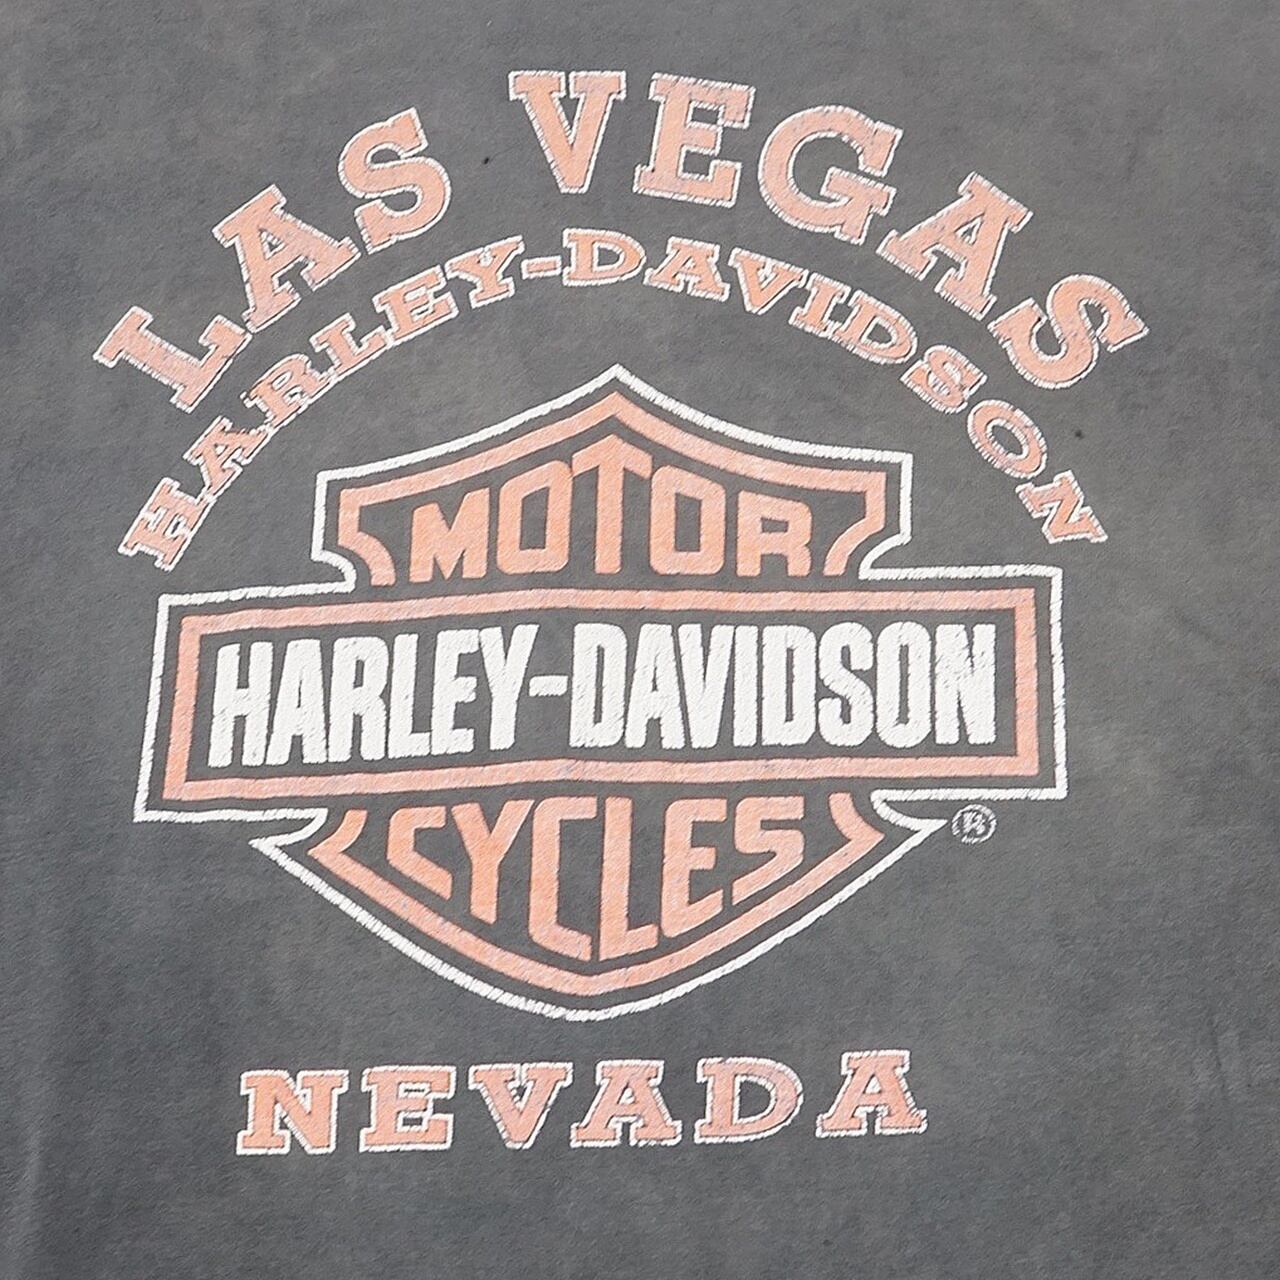 LAS VEGAS
HARLEY-DAVIDSON
MOTOR
HARLEY-DAVIDSON
CYCLES
®
NEVADA